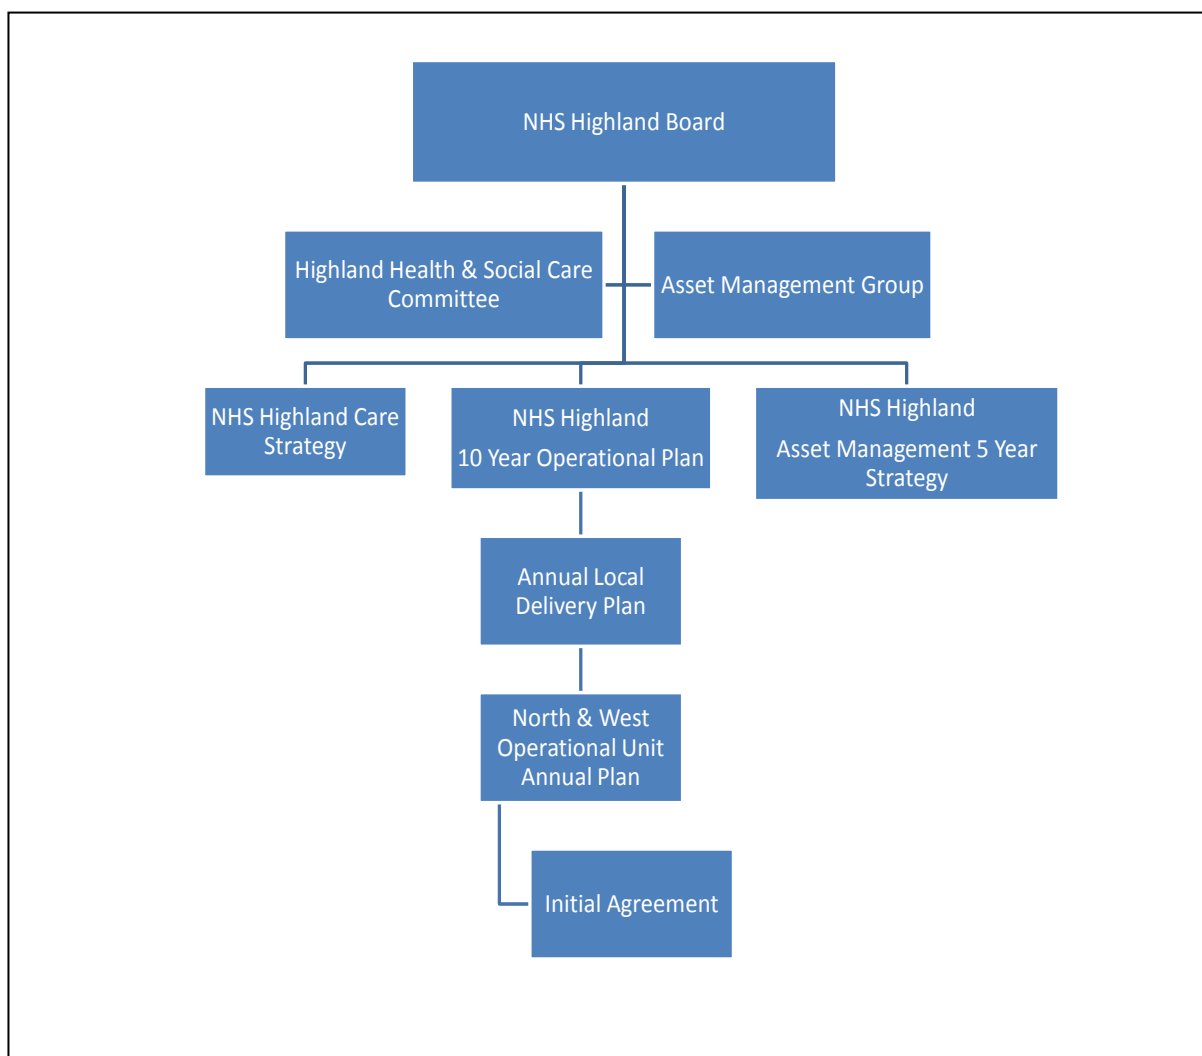 NHS Highland Board
Highland Health & Social Care
Committee
Asset Management Group
NHS Highland Care
Strategy
NHS Highland
10 Year Operational Plan
NHS Highland
Asset Management 5 Year
Strategy
Annual Local
Delivery Plan
North & West
Operational Unit
Annual Plan
Initial Agreement